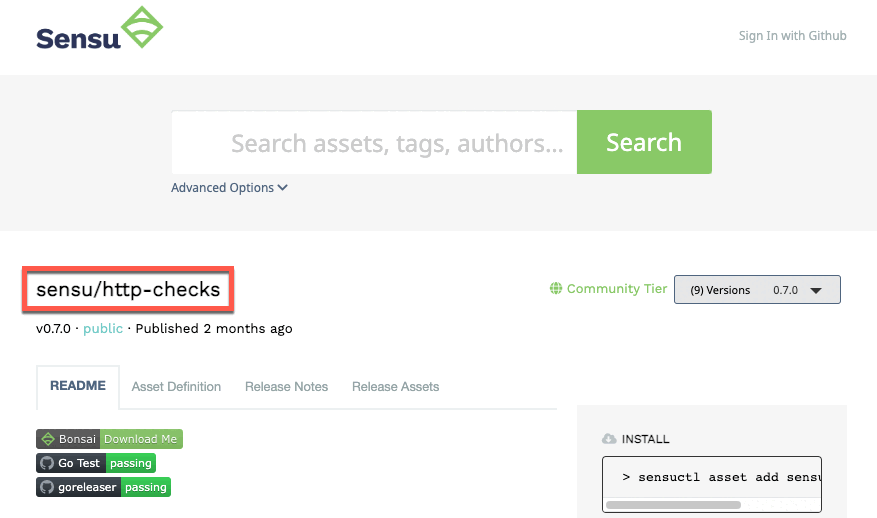 Sensu
Sign In with Github
Search assets, tags, authors...
Search
Advanced Options
sensu/http-checks
Community Tier
(9) Versions 0.7.0
v0.7.0 · public · Published 2 months ago
README Asset Definition Release Notes Release Assets
Bonsai Download Me
Go Test passing
goreleaser passing
INSTALL
> sensuctl asset add sensu